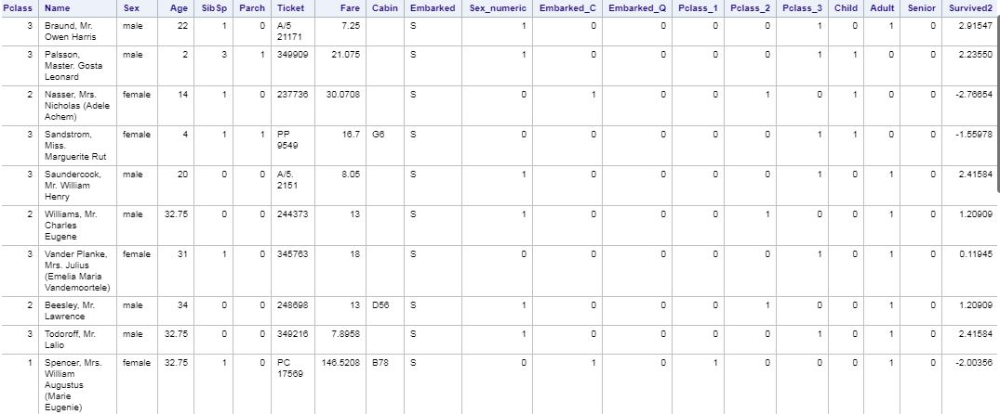 Pclass Name Sex Age SibSp Parch Ticket Fare Cabin Embarked Sex_numeric Embarked_C Embarked_Q Pclass_1 Pclass_2 Pclass_3 Child Adult Senior Survived2
3 Braund, Mr. male 22 1 0 A/5 7.25 S 1 0 0 0 0 1 0 1 0 2.91547
Owen Harris 21171
3 Palsson, male 2 3 1 349909 21.075 S 1 0 0 0 0 1 1 0 0 2.23550
Master. Gosta
Leonard
2 Nasser, Mrs. female 14 1 0 237736 30.0708 S 0 1 0 0 1 0 1 0 0 -2.76654
Nicholas (Adele
Achem)
3 Sandstrom, female 4 1 1 PP 16.7 G6 S 0 0 0 0 0 1 1 0 0 -1.55978
Miss. 9549
Marguerite Rut
3 Saundercock, male 20 0 0 A/5. 8.05 S 1 0 0 0 0 1 0 1 0 2.41584
Mr. William 2151
Henry
2 Williams, Mr. male 32.75 0 0 244373 13 S 1 0 0 0 1 0 0 1 0 1.20909
Charles
Eugene
3 Vander Planke, female 31 1 0 345763 18 S 0 0 0 0 0 1 0 1 0 0.11945
Mrs. Julius
(Emelia Maria
Vandemoortele)
2 Beesley, Mr. male 34 0 0 248698 13 D56 S 1 0 0 0 1 0 0 1 0 1.20909
Lawrence
3 Todoroff, Mr. male 32.75 0 0 349216 7.8958 S 1 0 0 0 0 1 0 1 0 2.41584
Lalio
1 Spencer, Mrs. female 32.75 1 0 PC 146.5208 B78 S 0 1 0 1 0 0 0 1 0 -2.00356
William 17569
Augustus
(Marie
Eugenie)